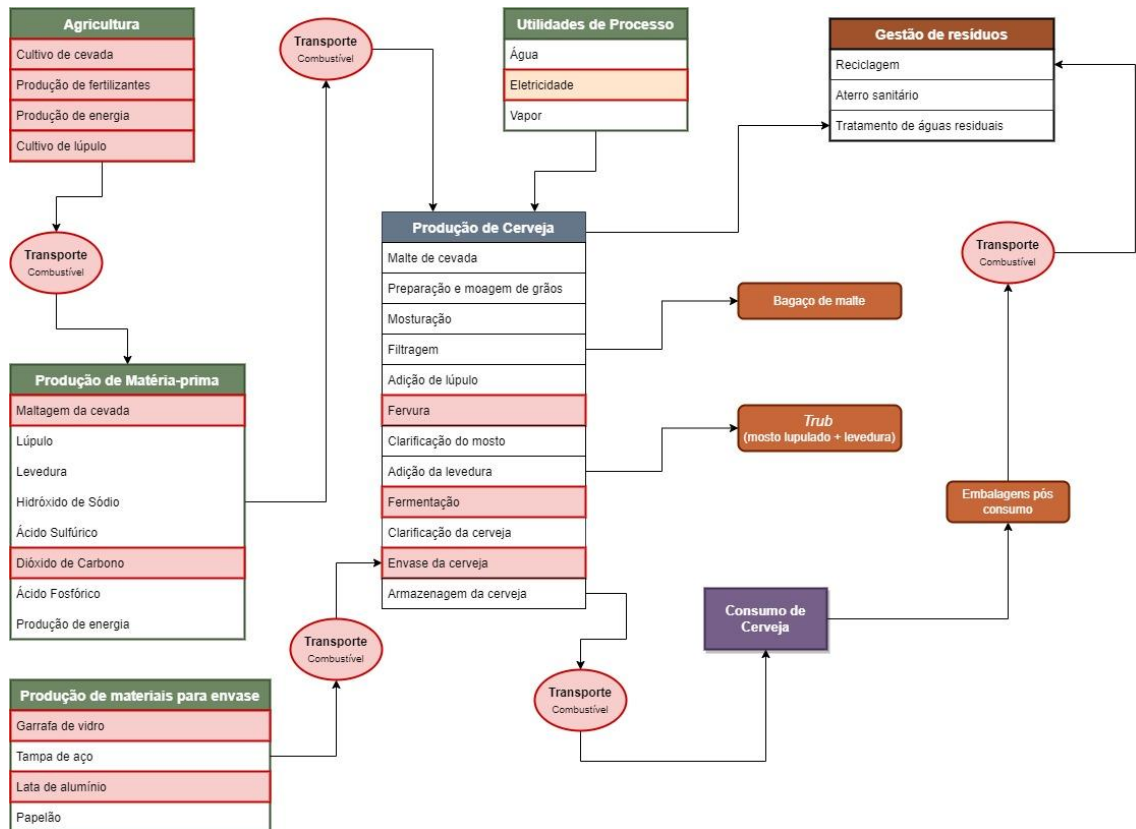 Agricultura
Cultivo de cevada
Produção de fertilizantes
Produção de energia
Cultivo de lúpulo
Transporte
Combustível
Produção de Matéria-prima
Maltagem da cevada
Lúpulo
Levedura
Hidróxido de Sódio
Ácido Sulfúrico
Dióxido de Carbono
Ácido Fosfórico
Produção de energia
Produção de materiais para envase
Garrafa de vidro
Tampa de aço
Lata de alumínio
Papelão
Transporte
Combustível
Transporte
Combustível
Utilidades de Processo
Água
Eletricidade
Vapor
Produção de Cerveja
Malte de cevada
Preparação e moagem de grãos
Mosturação
Filtragem
Adição de lúpulo
Fervura
Clarificação do mosto
Adição da levedura
Fermentação
Clarificação da cerveja
Envase da cerveja
Armazenagem da cerveja
Transporte
Combustível
Bagaço de malte
Trub
(mosto lupulado + levedura)
Consumo de
Cerveja
Embalagens pós
consumo
Transporte
Combustível
Gestão de resíduos
Reciclagem
Aterro sanitário
Tratamento de águas residuais